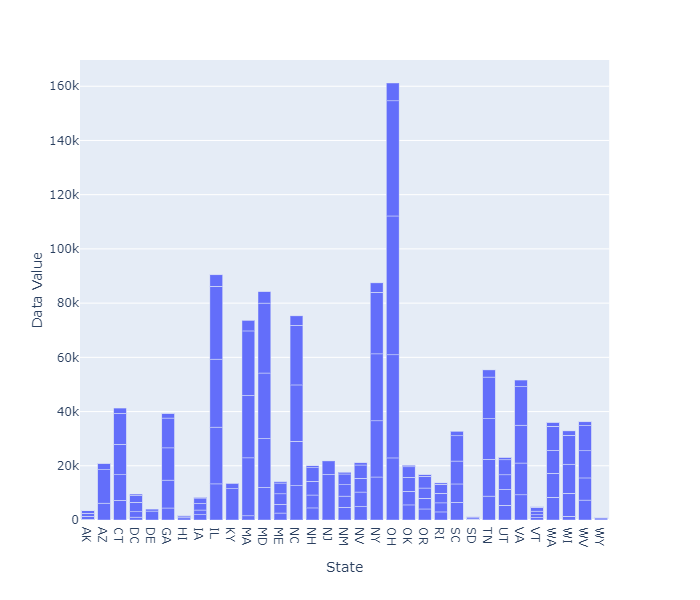 160k
140k
120k
100k
80k
60k
40k
20k
0
Data Value
AK AZ CT DC DE GA HI IA IL KY MA MD ME NC NH NJ NM NV NY OH OK OR RI SC SD TN UT VA VT WA WI WV WY
State